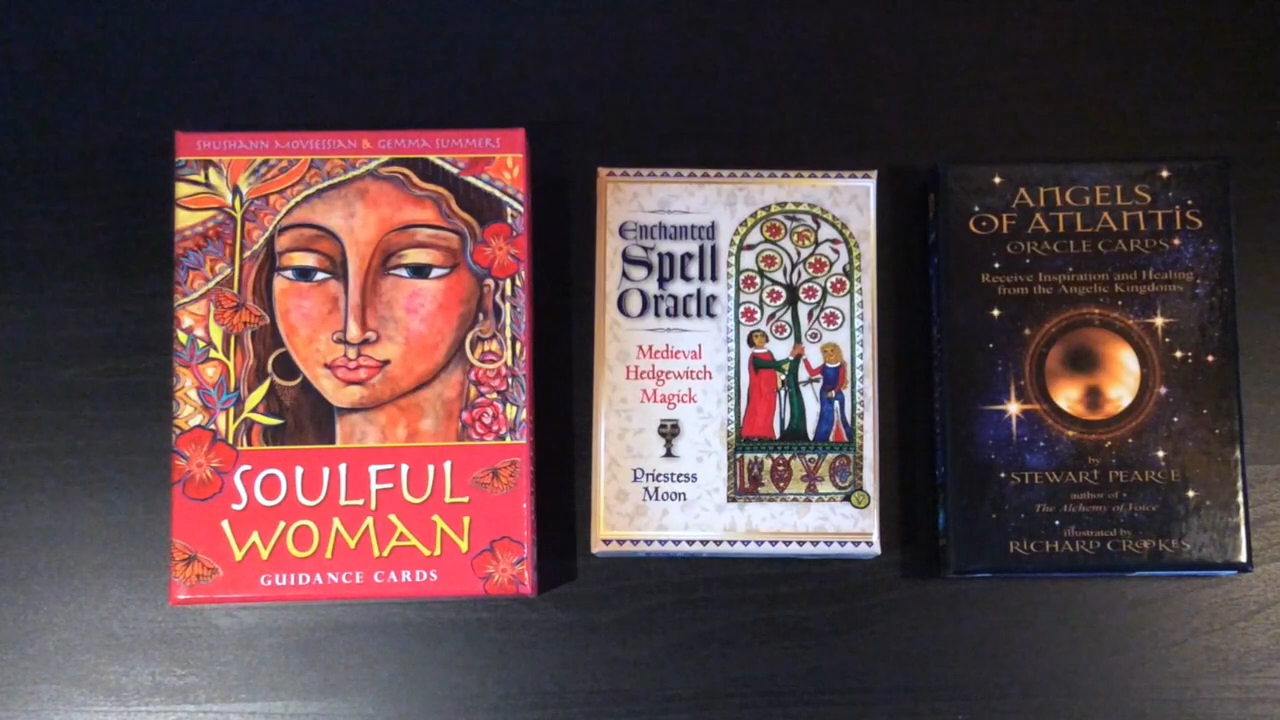 SHUSHANN MOVSESSIAN & GEMMA SUMMERS
SOULFUL
WOMAN
GUIDANCE CARDS
Enchanted
Spell
Oracle
Medieval
Hedgewitch
Magick
Priestess
Moon
LOVE
ANGELS
OF ATLANTIS
ORACLE CARDS
Receive Inspiration and Healing
from the Angelic Kingdoms
by
STEWART PEARCE
author of
The Alchemy of Voice
illustrated by
RICHARD CROOKES